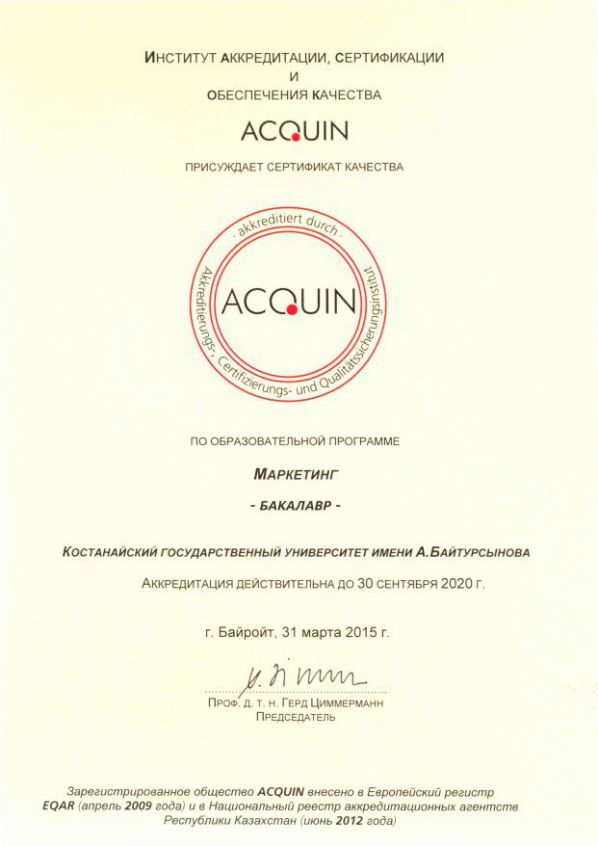 Институт аккредитации, сертификации
и
обеспечения качества
ACQUIN
присуждает сертификат качества
· akkreditiert durch ·
ACQUIN
Akkreditierungs-, Certifizierungs- und Qualitätssicherungsinstitut
по образовательной программе
Маркетинг
- бакалавр -
Костанайский государственный университет имени А.Байтурсынова
Аккредитация действительна до 30 сентября 2020 г.
г. Байройт, 31 марта 2015 г.
Проф. д. т. н. Герд Циммерманн
Председатель
Зарегистрированное общество ACQUIN внесено в Европейский регистр
EQAR (апрель 2009 года) и в Национальный реестр аккредитационных агентств
Республики Казахстан (июнь 2012 года)